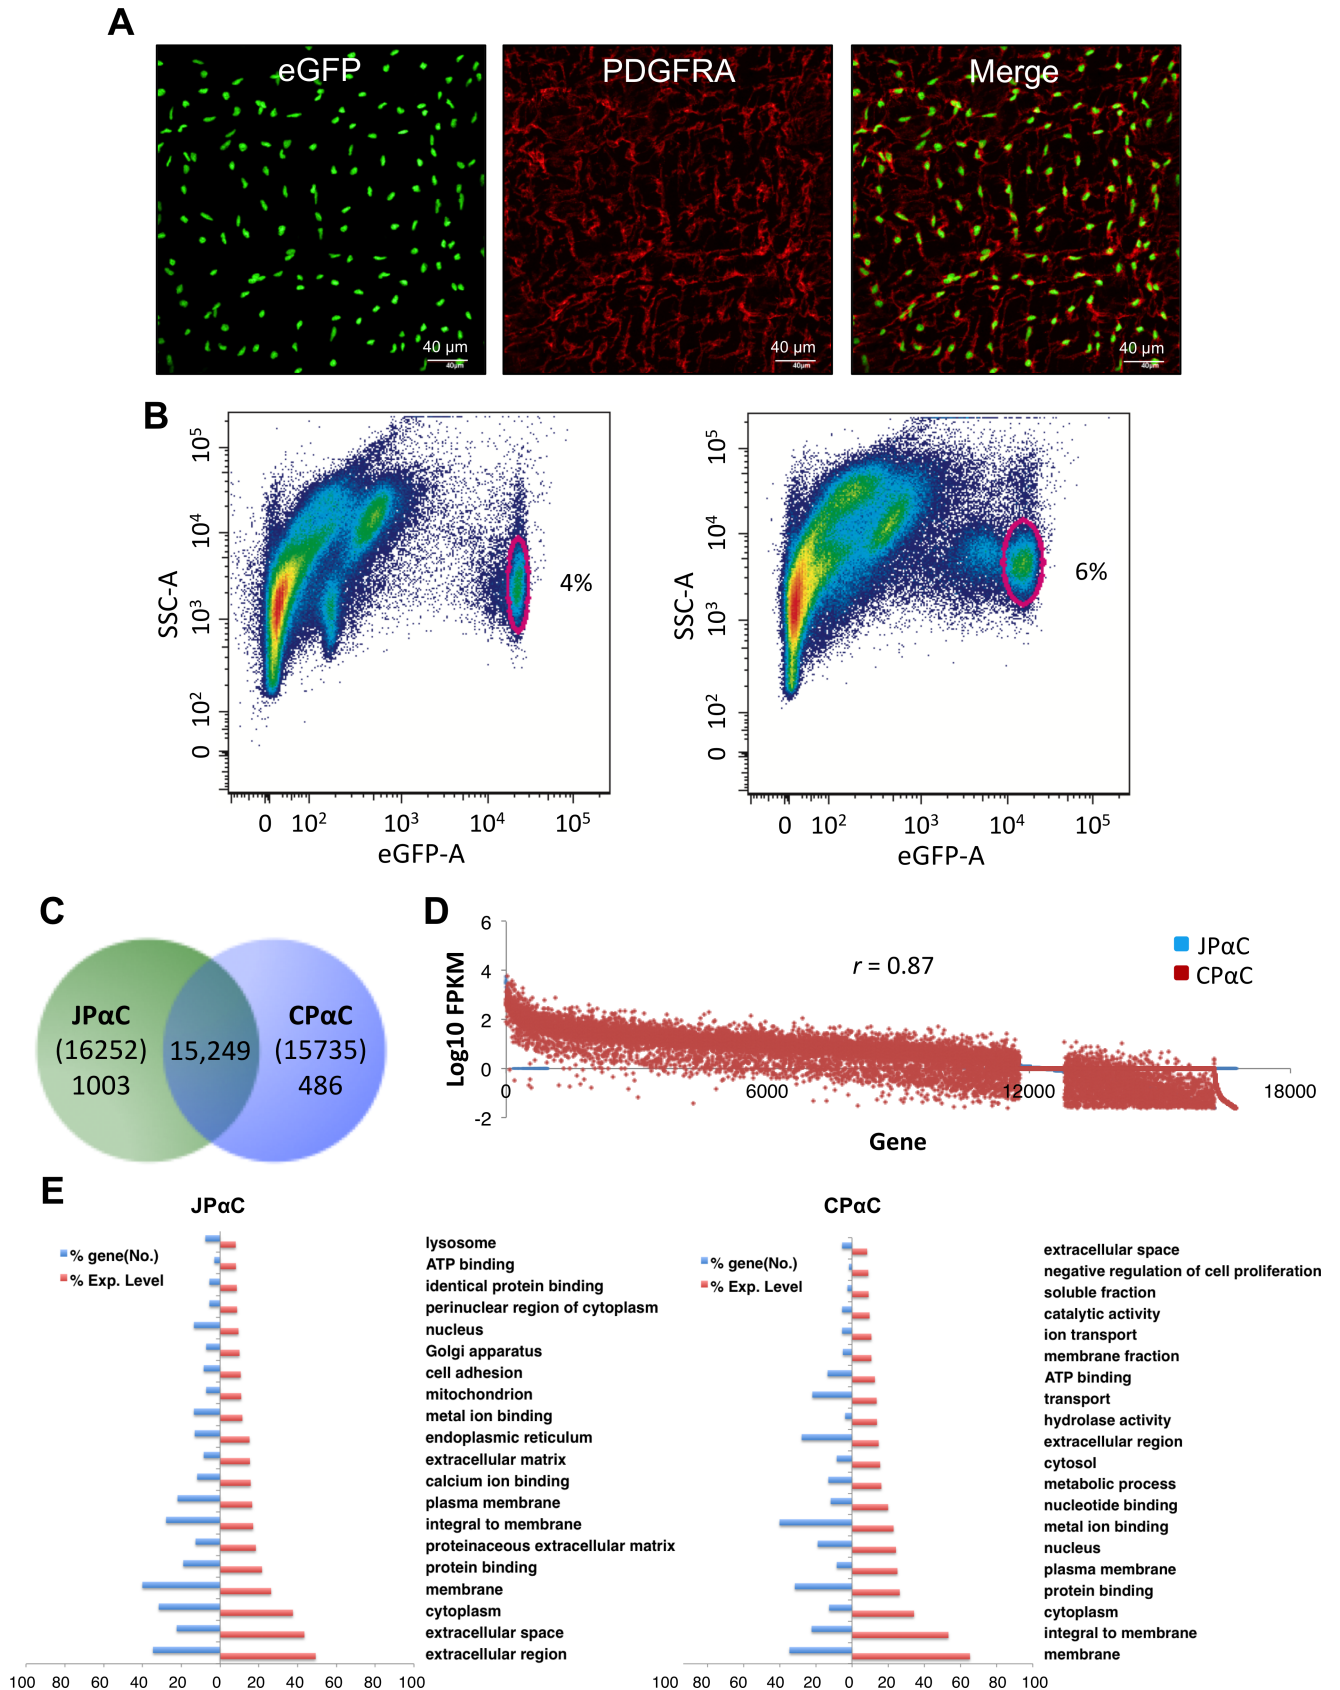 A
eGFP
PDGFRA
Merge
40 µm
40µm
40 µm
40µm
40 µm
40µm
B
10⁵
10⁴
10³
10²
0
SSC-A
4%
0 10² 10³ 10⁴ 10⁵
eGFP-A
10⁵
10⁴
10³
10²
0
SSC-A
6%
0 10² 10³ 10⁴ 10⁵
eGFP-A
C
JPαC
(16252)
1003
15,249
CPαC
(15735)
486
D
6
4
2
0
-2
Log10 FPKM
r = 0.87
JPαC
CPαC
0 6000 12000 18000
Gene
E
JPαC
% gene(No.)
% Exp. Level
lysosome
ATP binding
identical protein binding
perinuclear region of cytoplasm
nucleus
Golgi apparatus
cell adhesion
mitochondrion
metal ion binding
endoplasmic reticulum
extracellular matrix
calcium ion binding
plasma membrane
integral to membrane
proteinaceous extracellular matrix
protein binding
membrane
cytoplasm
extracellular space
extracellular region
100 80 60 40 20 0 20 40 60 80 100
CPαC
% gene(No.)
% Exp. Level
extracellular space
negative regulation of cell proliferation
soluble fraction
catalytic activity
ion transport
membrane fraction
ATP binding
transport
hydrolase activity
extracellular region
cytosol
metabolic process
nucleotide binding
metal ion binding
nucleus
plasma membrane
protein binding
cytoplasm
integral to membrane
membrane
100 80 60 40 20 0 20 40 60 80 100